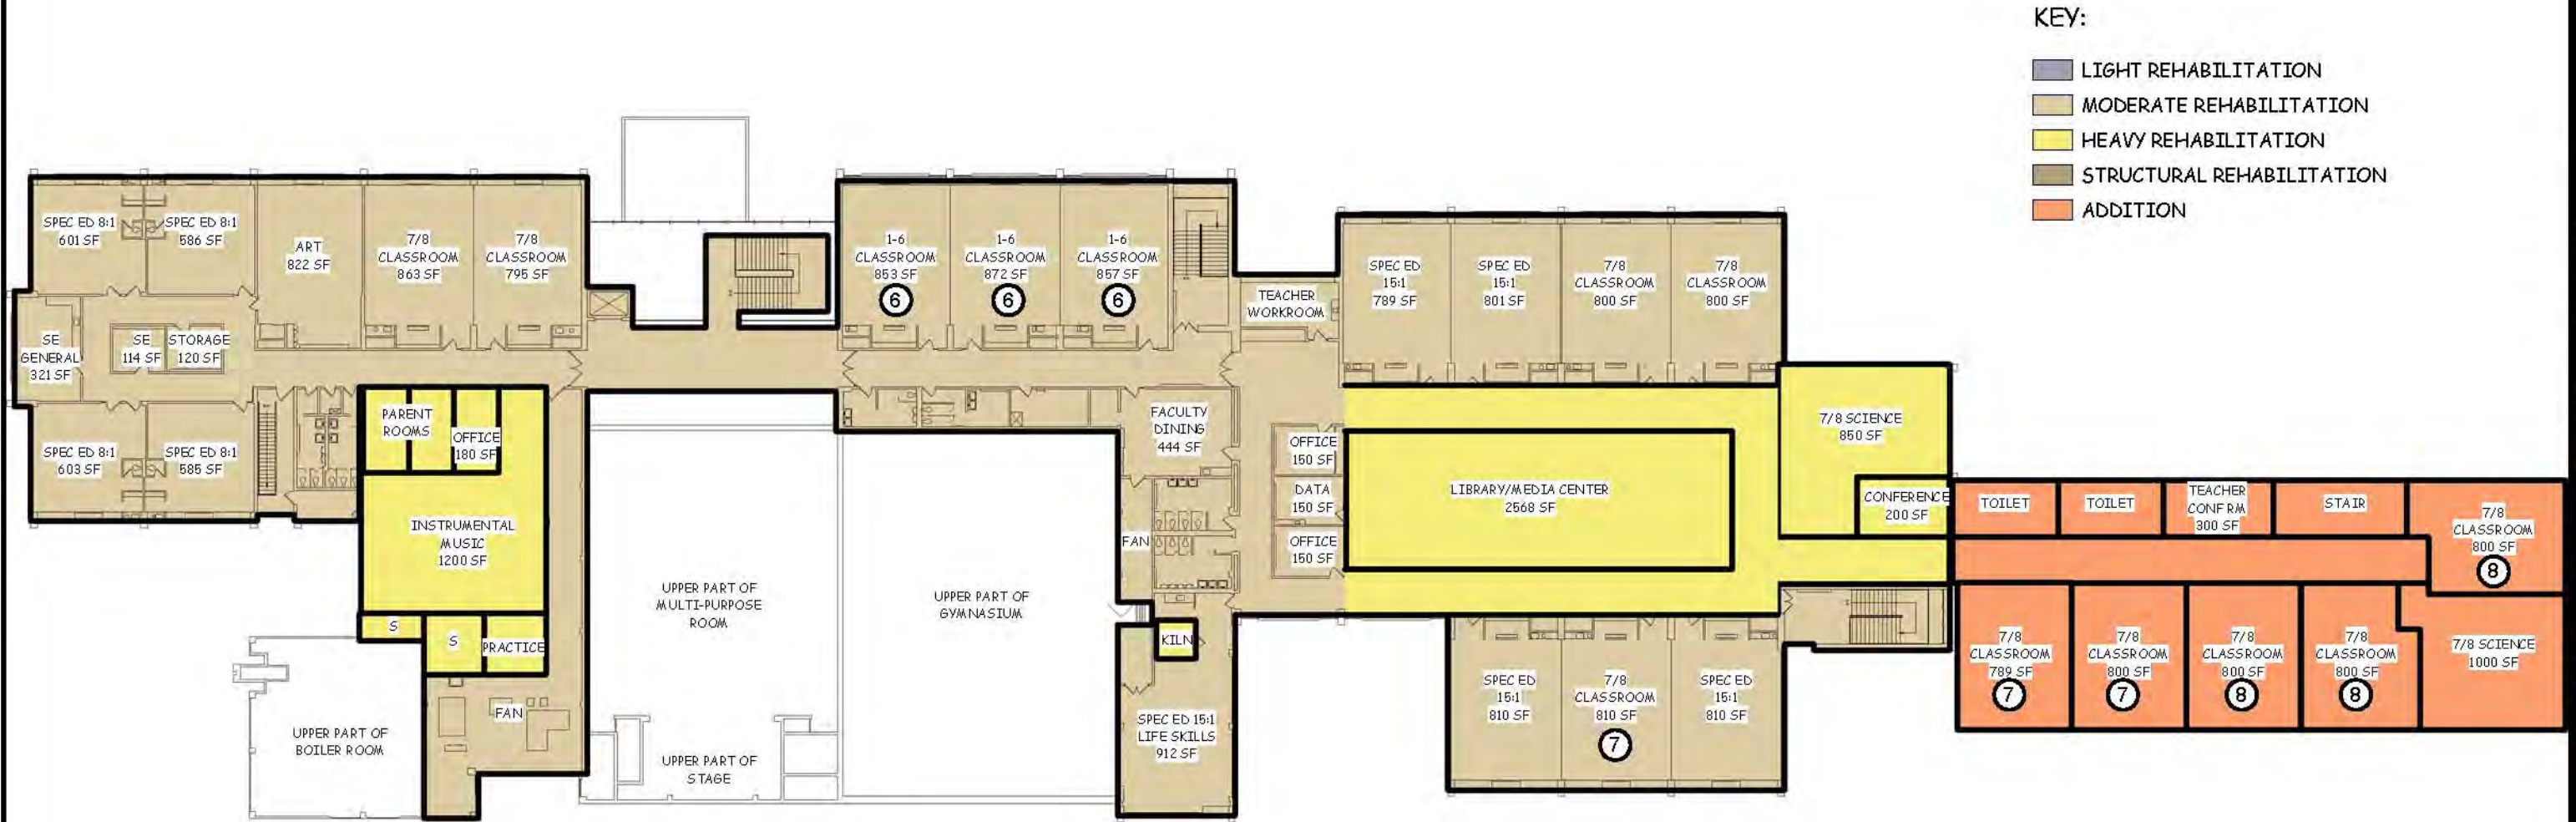 KEY:
LIGHT REHABILITATION
MODERATE REHABILITATION
HEAVY REHABILITATION
STRUCTURAL REHABILITATION
ADDITION
SPEC ED 8:1
601 SF
SPEC ED 8:1
586 SF
ART
822 SF
7/8
CLASSROOM
863 SF
7/8
CLASSROOM
795 SF
1-6
CLASSROOM
853 SF
6
1-6
CLASSROOM
872 SF
6
1-6
CLASSROOM
857 SF
6
TEACHER
WORKROOM
SPEC ED
15:1
789 SF
SPEC ED
15:1
801 SF
7/8
CLASSROOM
800 SF
7/8
CLASSROOM
800 SF
SE
GENERAL
321 SF
SE
114 SF
STORAGE
120 SF
SPEC ED 8:1
603 SF
SPEC ED 8:1
585 SF
PARENT
ROOMS
OFFICE
180 SF
INSTRUMENTAL
MUSIC
1200 SF
S
S
PRACTICE
FAN
UPPER PART OF
BOILER ROOM
UPPER PART OF
MULTI-PURPOSE
ROOM
UPPER PART OF
STAGE
UPPER PART OF
GYMNASIUM
FACULTY
DINING
444 SF
FAN
KILN
SPEC ED 15:1
LIFE SKILLS
912 SF
OFFICE
150 SF
DATA
150 SF
OFFICE
150 SF
LIBRARY/MEDIA CENTER
2568 SF
7/8 SCIENCE
850 SF
CONFERENCE
200 SF
SPEC ED
15:1
810 SF
7/8
CLASSROOM
810 SF
7
SPEC ED
15:1
810 SF
TOILET
TOILET
TEACHER
CONF RM
300 SF
STAIR
7/8
CLASSROOM
800 SF
8
7/8
CLASSROOM
789 SF
7
7/8
CLASSROOM
800 SF
7
7/8
CLASSROOM
800 SF
8
7/8
CLASSROOM
800 SF
8
7/8 SCIENCE
1000 SF